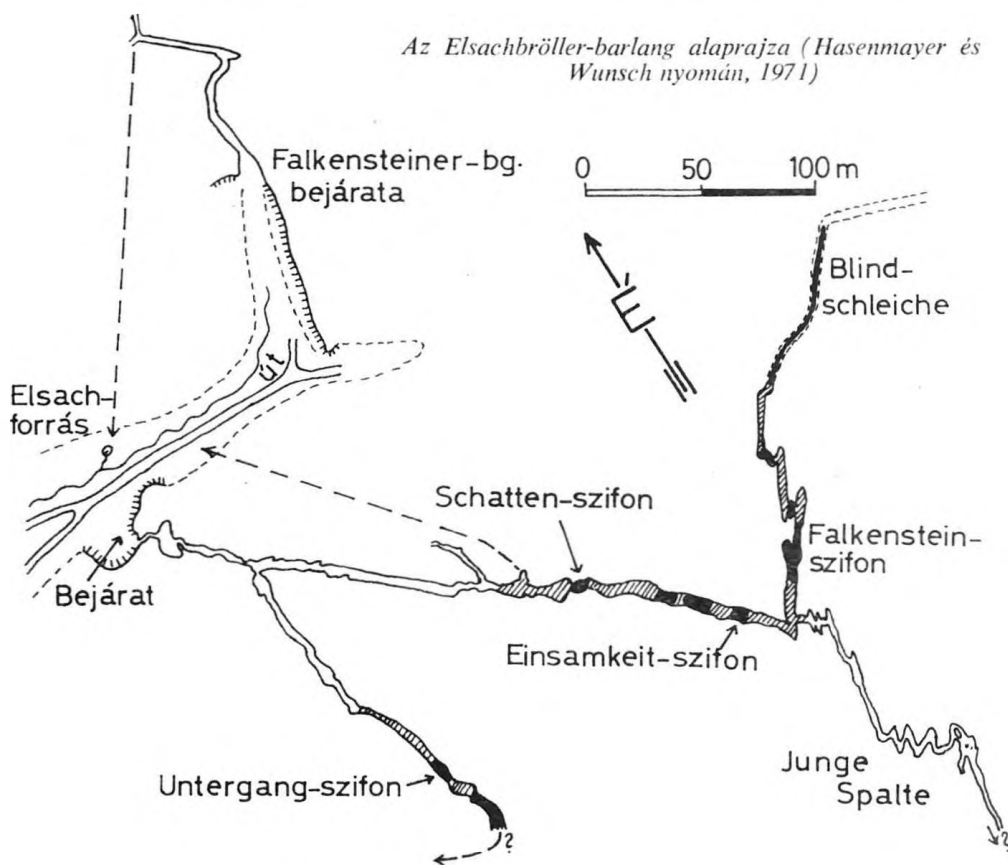 Az Elsachbröller-barlang alaprajza (Hasenmayer és
Wunsch nyomán, 1971)
Falkensteiner-bg.
bejárata
0 50 100 m
Blind-
schleiche
É
út
Elsach-
forrás
Schatten-szifon
Falkenstein-
szifon
Bejárat
Einsamkeit-szifon
Untergang-szifon
Junge
Spalte
?
?